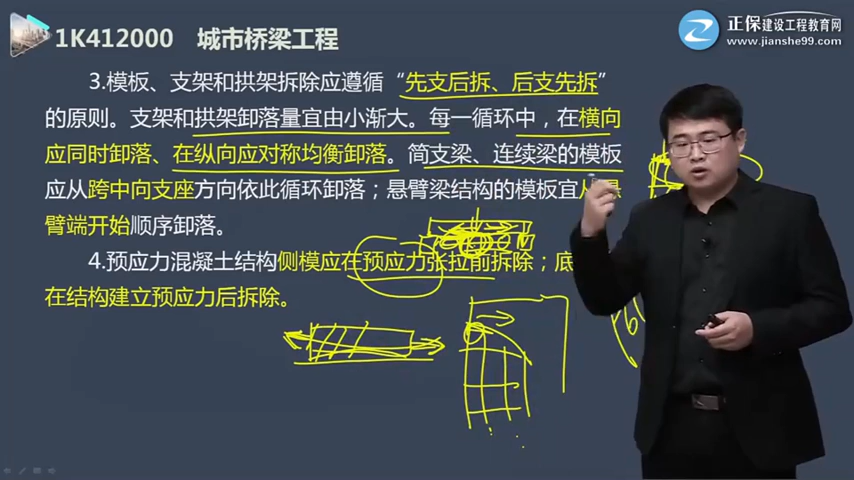 1K412000 城市桥梁工程
正保建设工程教育网
www.jianshe99.com
3.模板、支架和拱架拆除应遵循“先支后拆、后支先拆”
的原则。支架和拱架卸落量宜由小渐大。每一循环中，在横向
应同时卸落、在纵向应对称均衡卸落。简支梁、连续梁的模板
应从跨中向支座方向依此循环卸落；悬臂梁结构的模板宜从悬
臂端开始顺序卸落。
4.预应力混凝土结构侧模应在预应力张拉前拆除；底
在结构建立预应力后拆除。